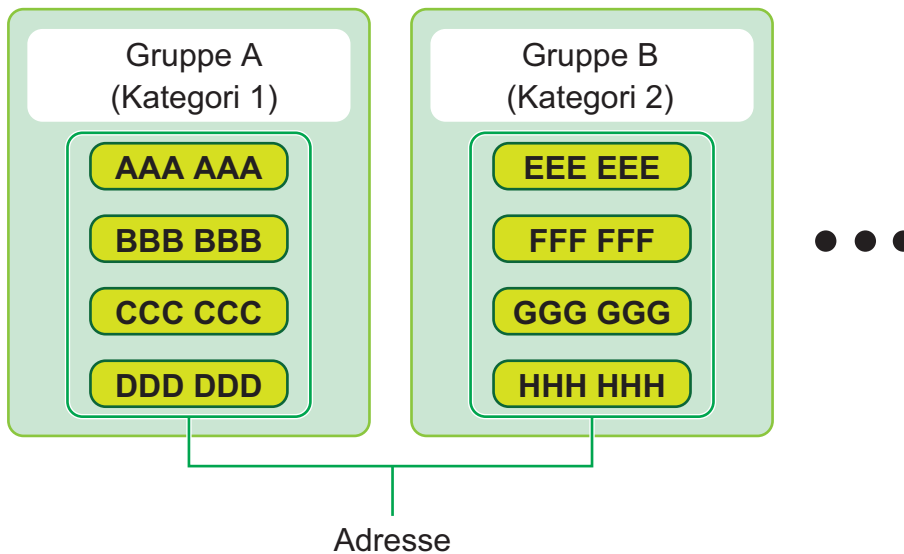 Gruppe A
(Kategori 1)
AAA AAA
BBB BBB
CCC CCC
DDD DDD
Gruppe B
(Kategori 2)
EEE EEE
FFF FFF
GGG GGG
HHH HHH
Adresse